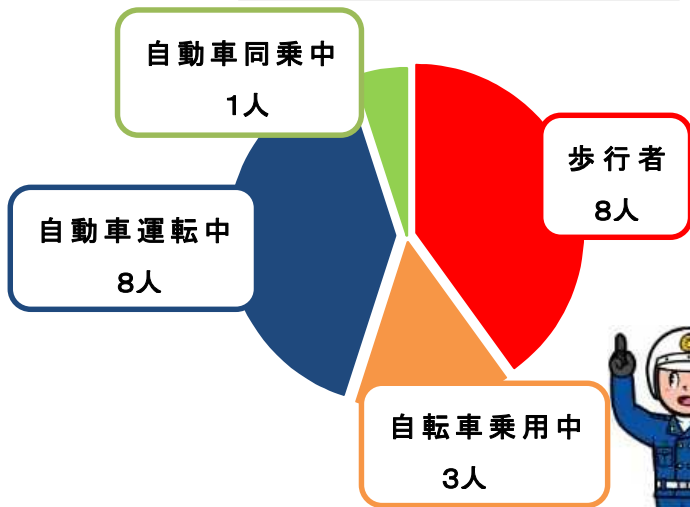 自動車同乗中
1人
歩行者
8人
自動車運転中
8人
自転車乗用中
3人